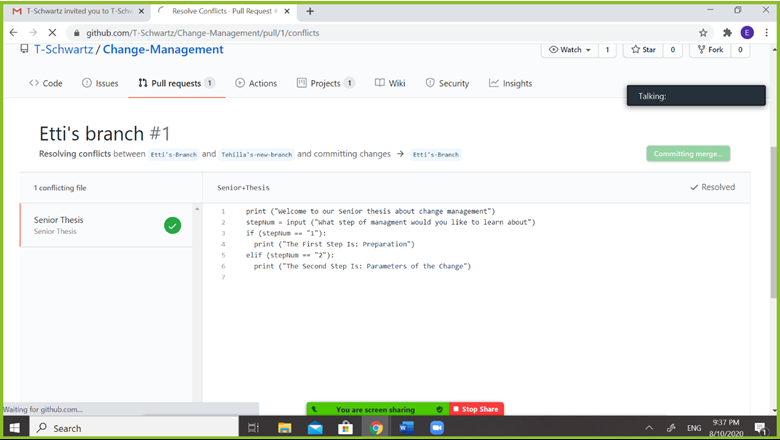 T-Schwartz invited you to T-Schw
Resolve Conflicts · Pull Request #
github.com/T-Schwartz/Change-Management/pull/1/conflicts
E
T-Schwartz / Change-Management
Watch 1 Star 0 Fork 0
Code Issues Pull requests 1 Actions Projects 1 Wiki Security Insights
Talking:
Etti's branch #1
Resolving conflicts between Etti's-Branch and Tehilla's-new-branch and committing changes → Etti's-Branch
Committing merge...
1 conflicting file
Senior+Thesis
Resolved
Senior Thesis
Senior Thesis
1 print ("Welcome to our Senior thesis about change management")
2 stepNum = input ("What step of managment would you like to learn about")
3 if (stepNum == "1"):
4 print ("The First Step Is: Preparation")
5 elif (stepNum == "2"):
6 print ("The Second Step Is: Parameters of the Change")
7
Waiting for github.com...
You are screen sharing
Stop Share
Search
ENG
9:37 PM
8/10/2020